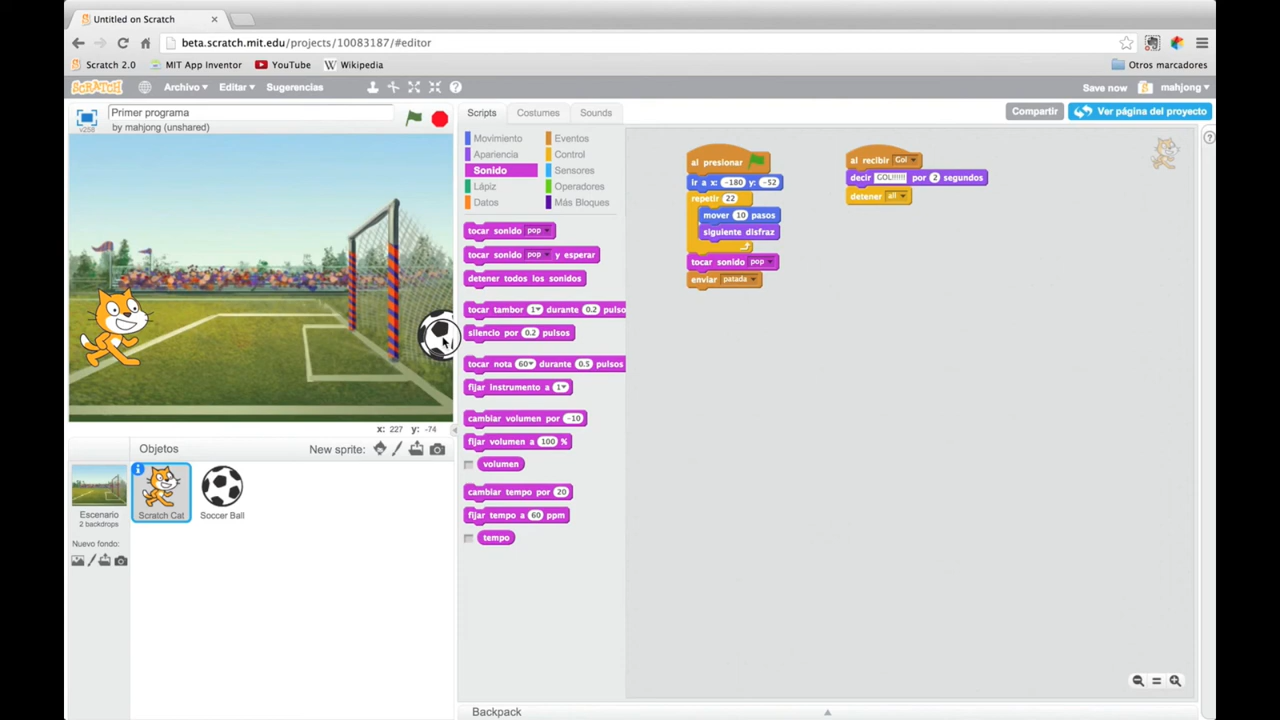 Untitled on Scratch
beta.scratch.mit.edu/projects/10083187/#editor
Scratch 2.0 MIT App Inventor YouTube Wikipedia Otros marcadores
SCRATCH Archivo Editar Sugerencias Save now mahjong
Primer programa
by mahjong (unshared)
v258
Scripts Costumes Sounds
Compartir Ver página del proyecto
Movimiento Eventos
Apariencia Control
Sonido Sensores
Lápiz Operadores
Datos Más Bloques
tocar sonido pop
tocar sonido pop y esperar
detener todos los sonidos
tocar tambor 1 durante 0.2 pulsos
silencio por 0.2 pulsos
tocar nota 60 durante 0.5 pulsos
fijar instrumento a 1
cambiar volumen por -10
fijar volumen a 100 %
volumen
cambiar tempo por 20
fijar tempo a 60 ppm
tempo
al presionar
ir a x: -180 y: -52
repetir 22
mover 10 pasos
siguiente disfraz
tocar sonido pop
enviar patada
al recibir Gol
decir GOL!!!!!! por 2 segundos
detener all
x: 227 y: -74
Objetos New sprite:
Escenario
2 backdrops
Scratch Cat
Soccer Ball
Nuevo fondo:
Backpack